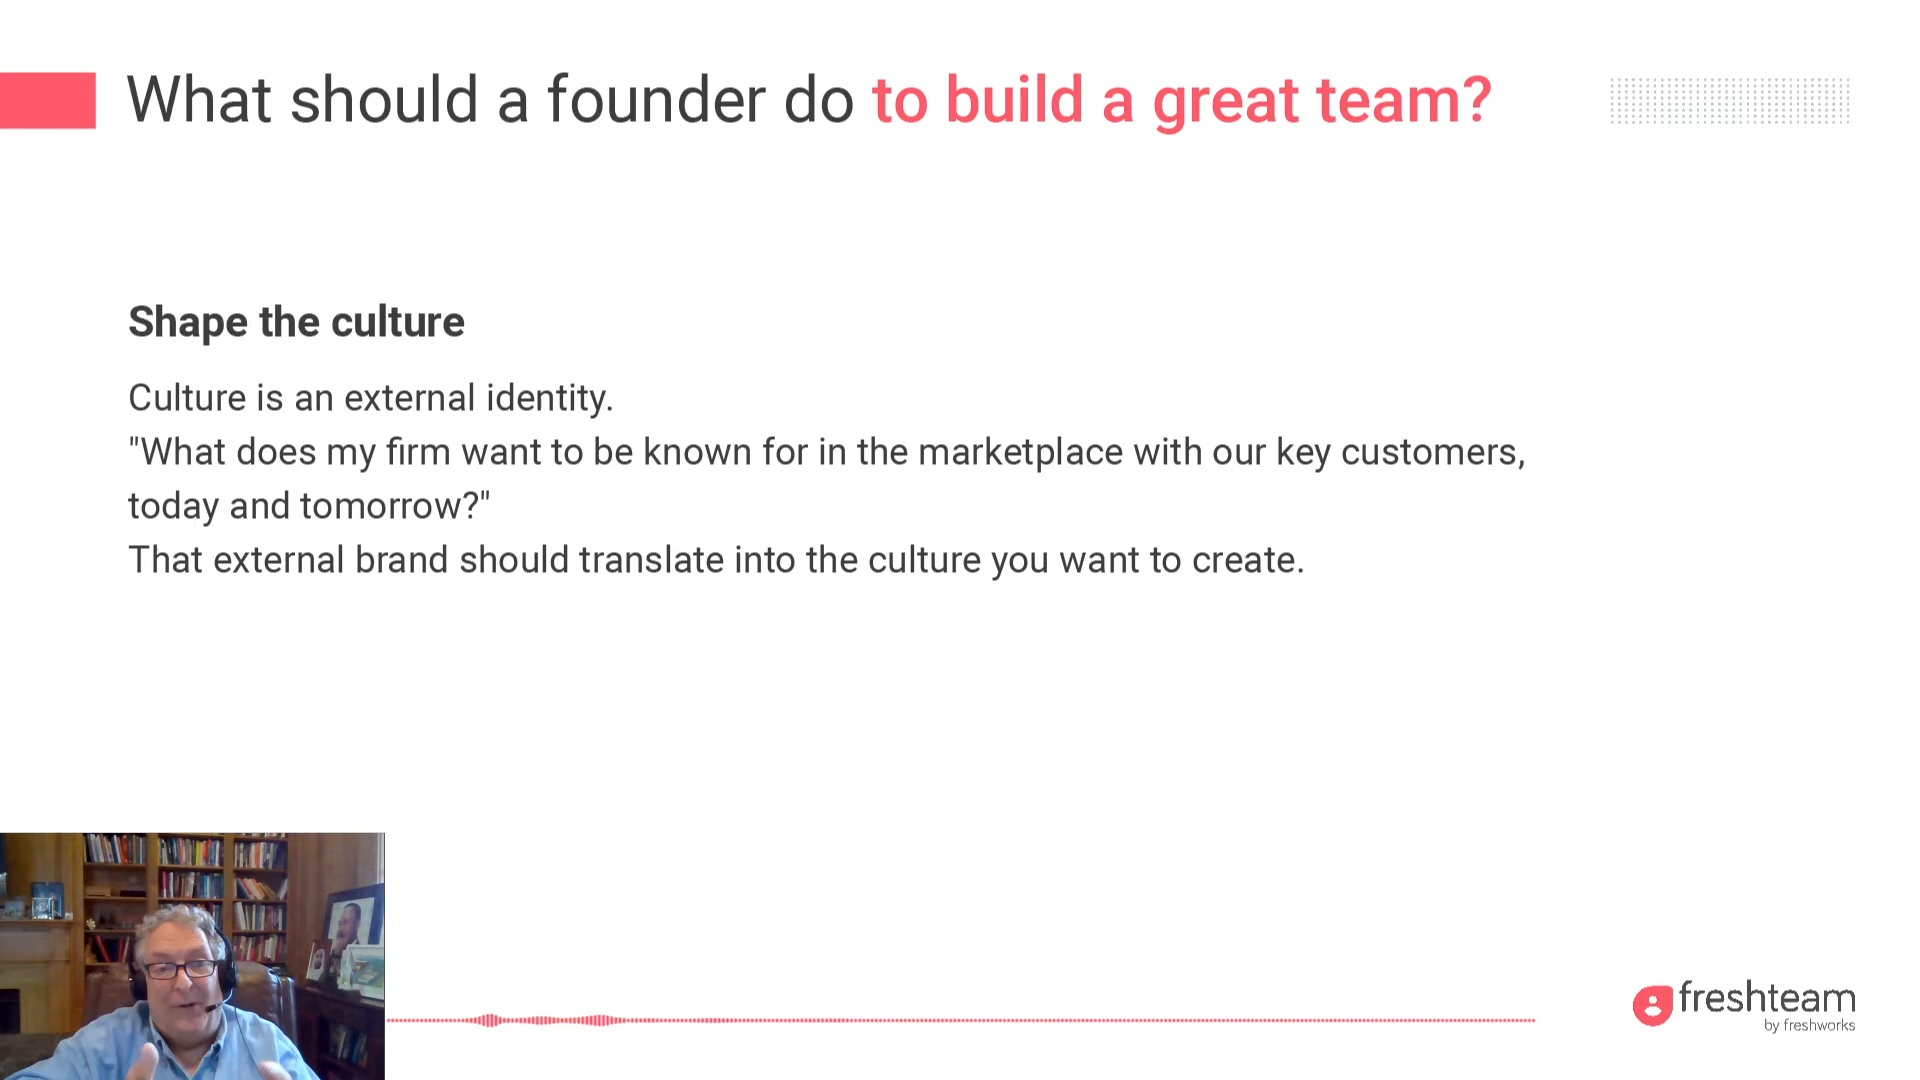 What should a founder do to build a great team?
Shape the culture
Culture is an external identity.
"What does my firm want to be known for in the marketplace with our key customers,
today and tomorrow?"
That external brand should translate into the culture you want to create.
freshteam
by freshworks